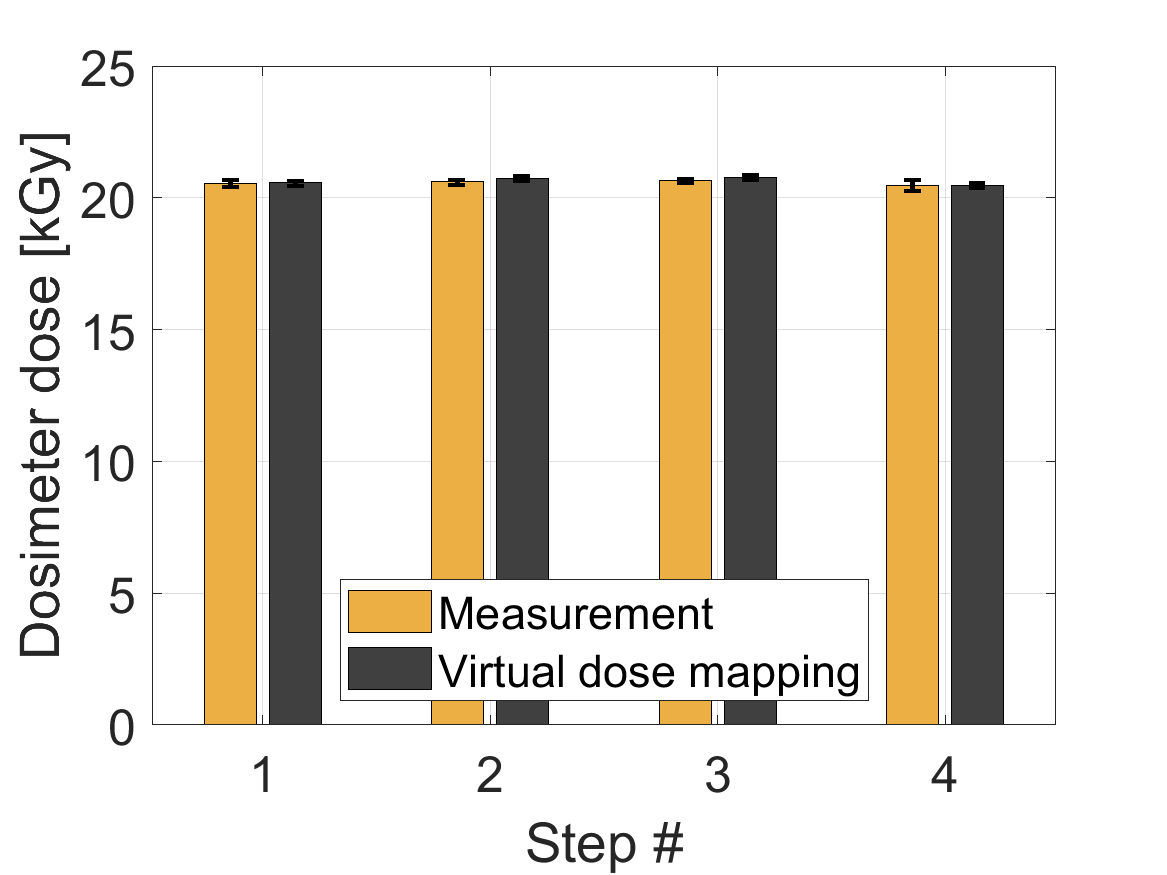 25
20
15
10
5
0
Dosimeter dose [kGy]
Measurement
Virtual dose mapping
1 2 3 4
Step #